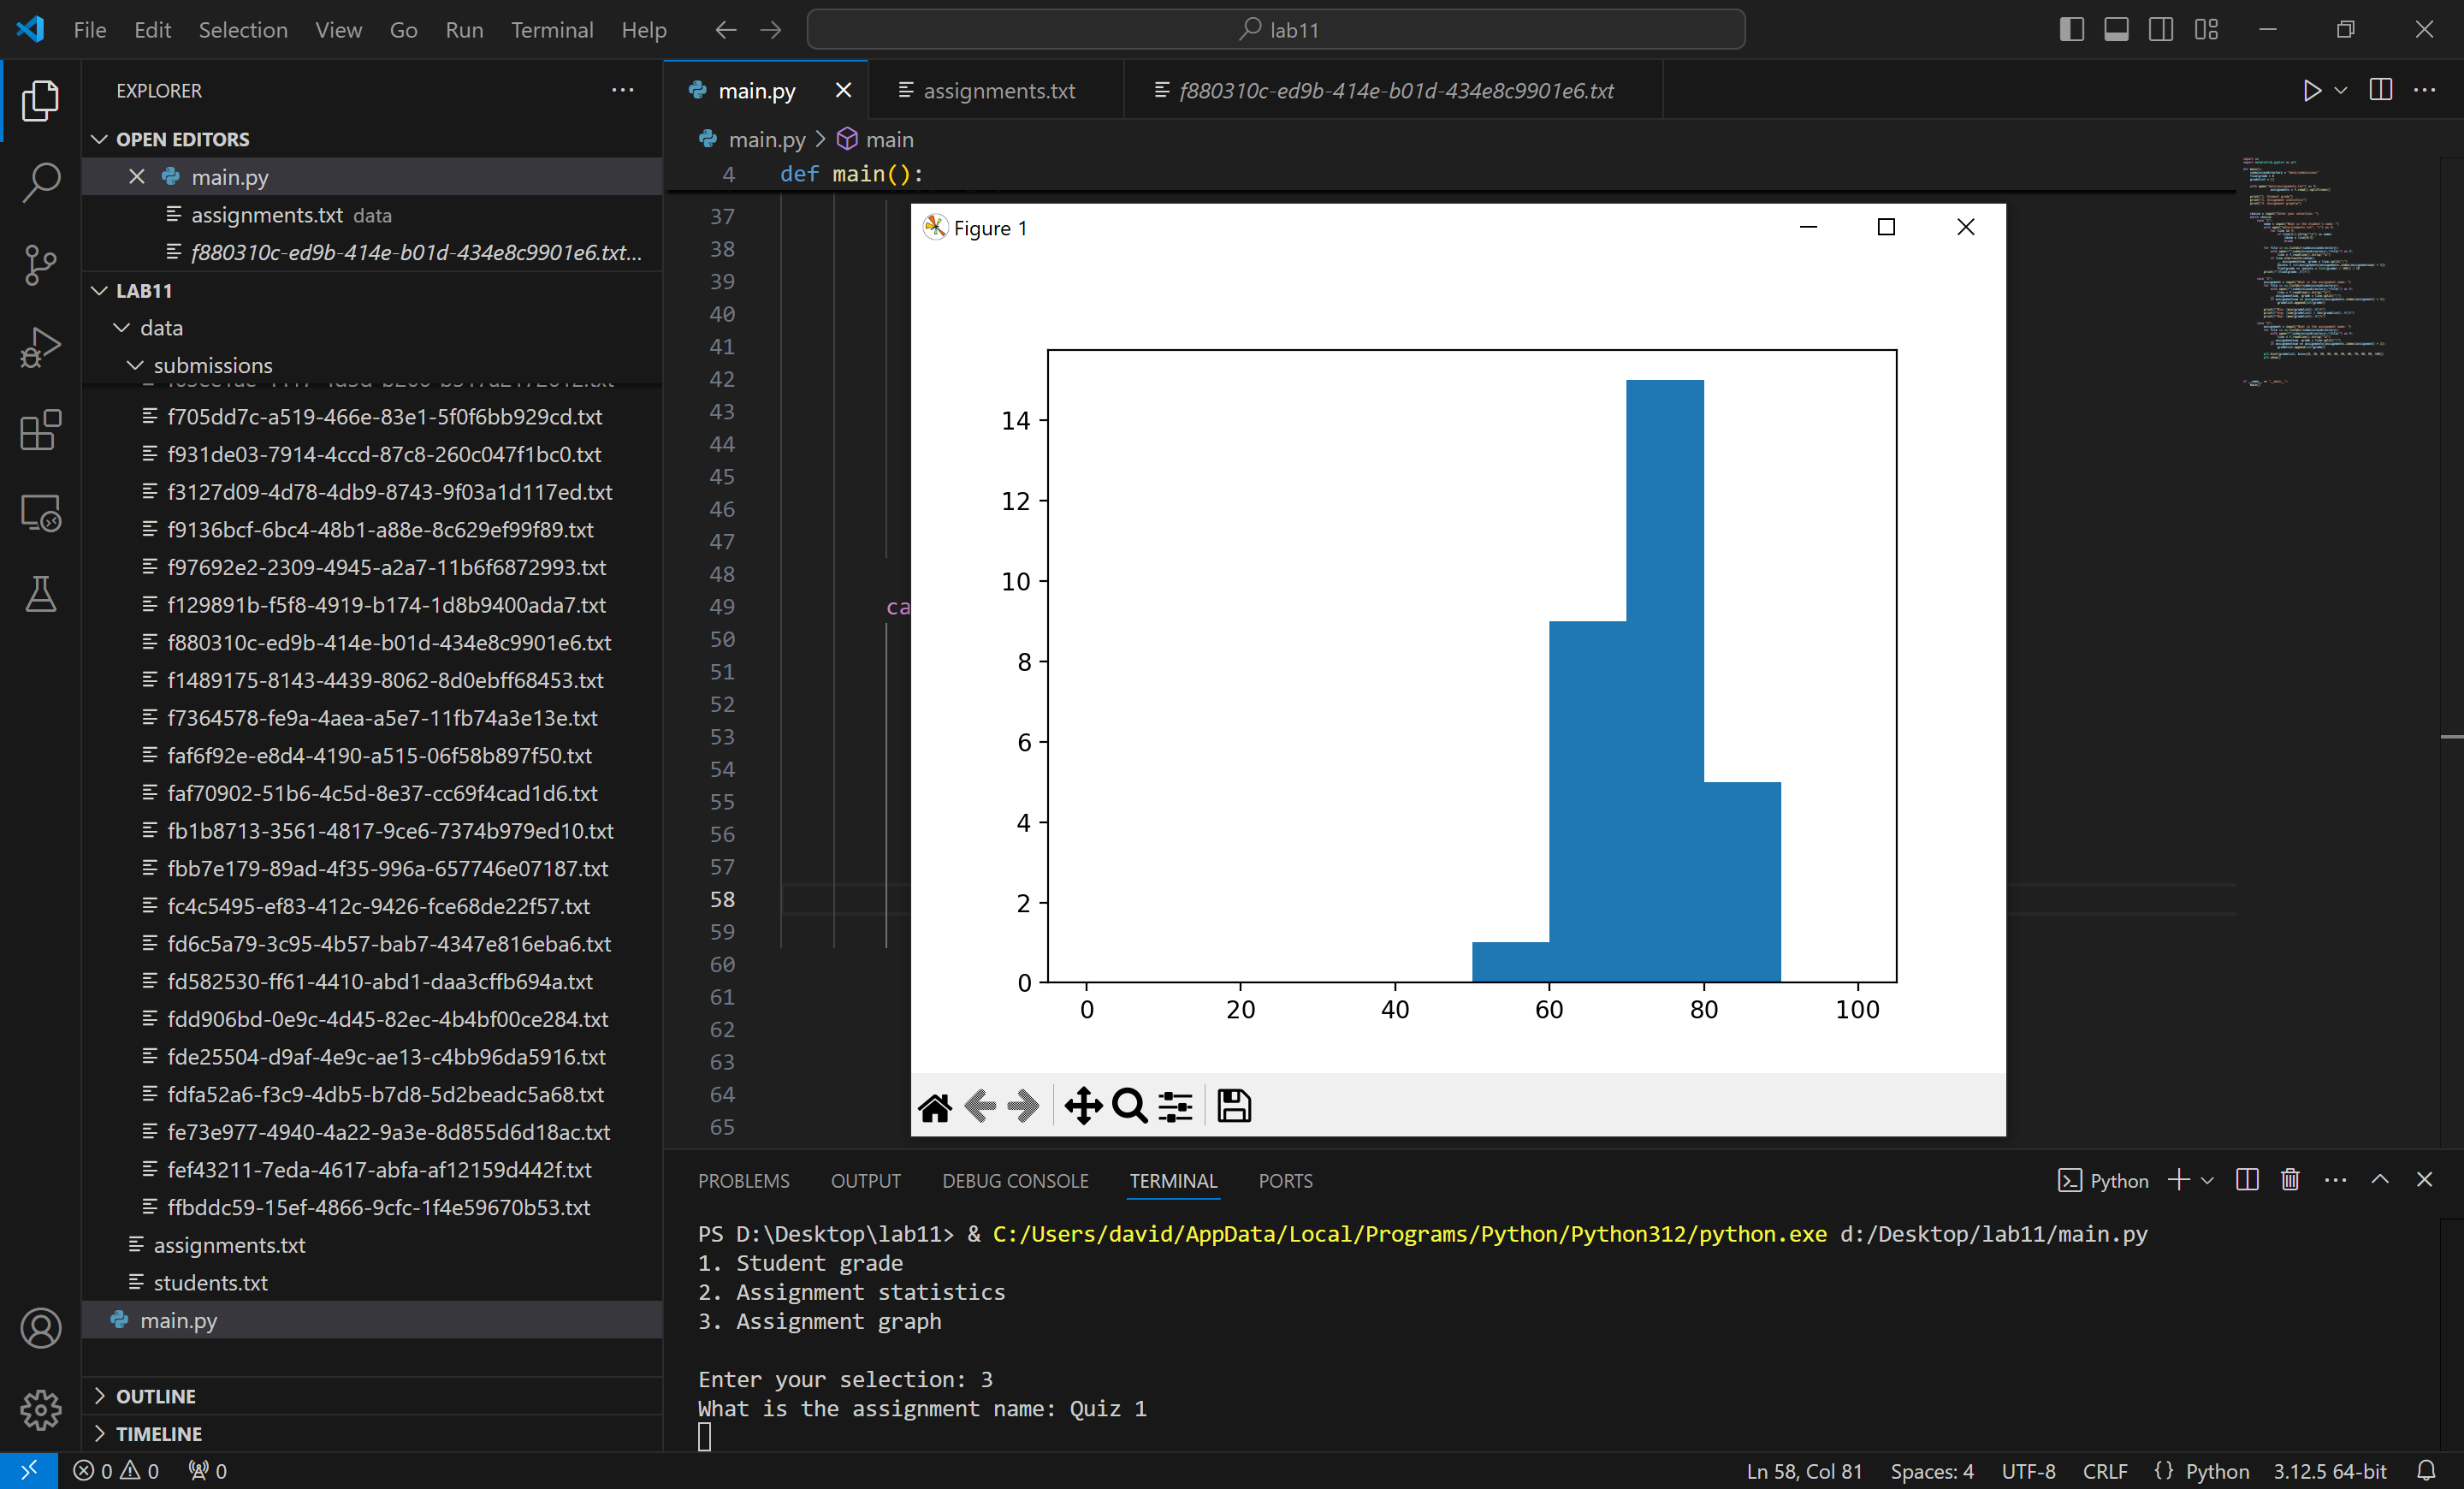 File Edit Selection View Go Run Terminal Help
lab11
EXPLORER
OPEN EDITORS
main.py
assignments.txt data
f880310c-ed9b-414e-b01d-434e8c9901e6.txt...
LAB11
data
submissions
f705dd7c-a519-466e-83e1-5f0f6bb929cd.txt
f931de03-7914-4ccd-87c8-260c047f1bc0.txt
f3127d09-4d78-4db9-8743-9f03a1d117ed.txt
f9136bcf-6bc4-48b1-a88e-8c629ef99f89.txt
f97692e2-2309-4945-a2a7-11b6f6872993.txt
f129891b-f5f8-4919-b174-1d8b9400ada7.txt
f880310c-ed9b-414e-b01d-434e8c9901e6.txt
f1489175-8143-4439-8062-8d0ebff68453.txt
f7364578-fe9a-4aea-a5e7-11fb74a3e13e.txt
faf6f92e-e8d4-4190-a515-06f58b897f50.txt
faf70902-51b6-4c5d-8e37-cc69f4cad1d6.txt
fb1b8713-3561-4817-9ce6-7374b979ed10.txt
fbb7e179-89ad-4f35-996a-657746e07187.txt
fc4c5495-ef83-412c-9426-fce68de22f57.txt
fd6c5a79-3c95-4b57-bab7-4347e816eba6.txt
fd582530-ff61-4410-abd1-daa3cffb694a.txt
fdd906bd-0e9c-4d45-82ec-4b4bf00ce284.txt
fde25504-d9af-4e9c-ae13-c4bb96da5916.txt
fdfa52a6-f3c9-4db5-b7d8-5d2beadc5a68.txt
fe73e977-4940-4a22-9a3e-8d855d6d18ac.txt
fef43211-7eda-4617-abfa-af12159d442f.txt
ffbddc59-15ef-4866-9cfc-1f4e59670b53.txt
assignments.txt
students.txt
main.py
OUTLINE
TIMELINE
main.py
assignments.txt
f880310c-ed9b-414e-b01d-434e8c9901e6.txt
main.py > main
4 def main():
37
38
39
40
41
42
43
44
45
46
47
48
49 ca
50
51
52
53
54
55
56
57
58
59
60
61
62
63
64
65
Figure 1
14
12
10
8
6
4
2
0
0 20 40 60 80 100
PROBLEMS OUTPUT DEBUG CONSOLE TERMINAL PORTS
Python
PS D:\Desktop\lab11> & C:/Users/david/AppData/Local/Programs/Python/Python312/python.exe d:/Desktop/lab11/main.py
1. Student grade
2. Assignment statistics
3. Assignment graph
Enter your selection: 3
What is the assignment name: Quiz 1
0 0 0
Ln 58, Col 81 Spaces: 4 UTF-8 CRLF {} Python 3.12.5 64-bit